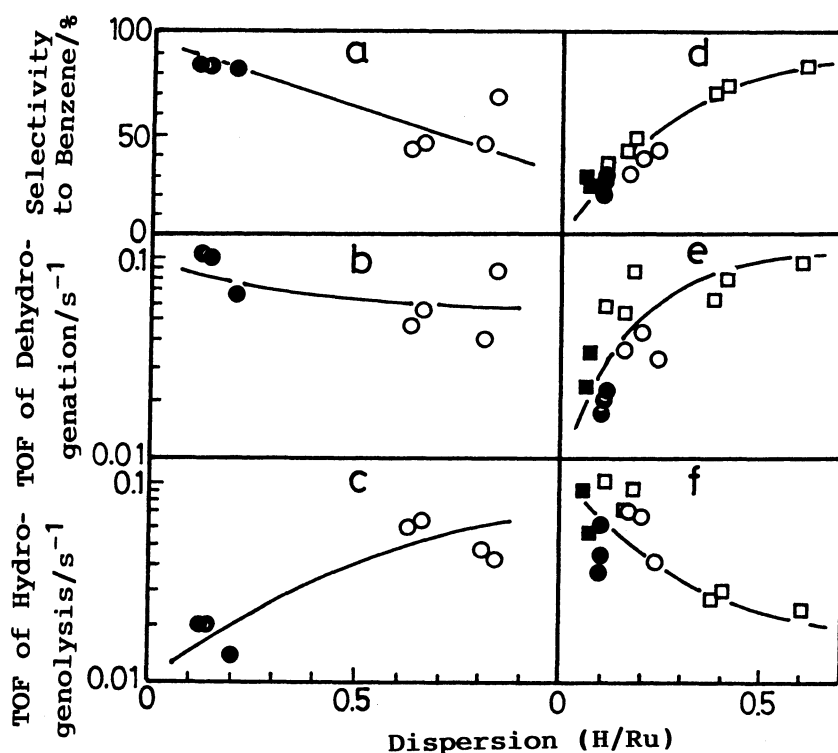 Selectivity
to Benzene/%
100
50
0
a
d
TOF of Dehydro-
genation/s⁻¹
0.1
0.01
b
e
TOF of Hydro-
genolysis/s⁻¹
0.1
0.01
c
f
0
0.5
0
0.5
Dispersion (H/Ru)